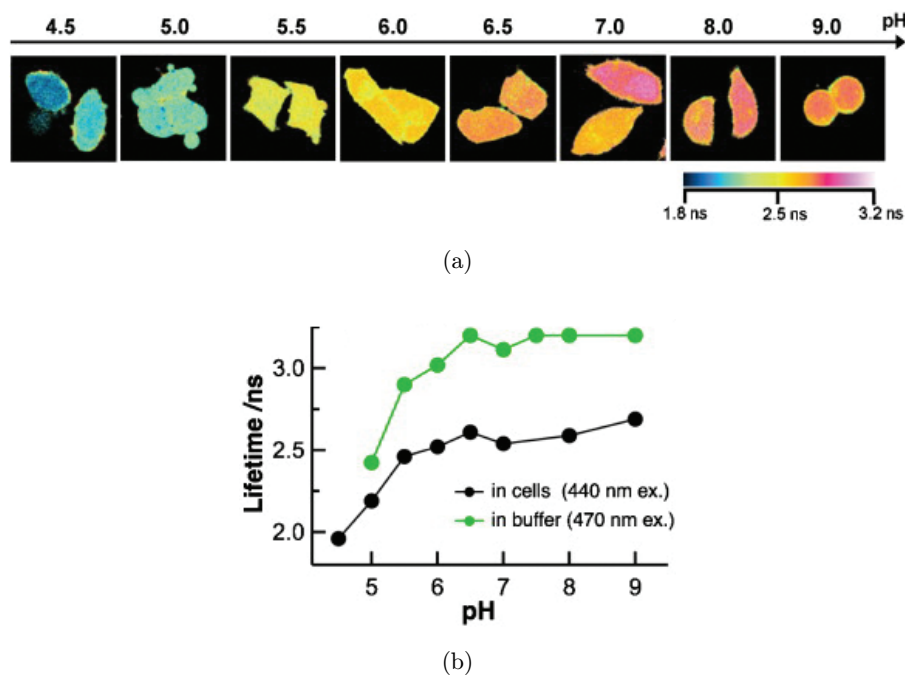 4.5 5.0 5.5 6.0 6.5 7.0 8.0 9.0 pH
1.8 ns 2.5 ns 3.2 ns
(a)
3.0
2.5
2.0
Lifetime /ns
in cells (440 nm ex.)
in buffer (470 nm ex.)
5 6 7 8 9
pH
(b)